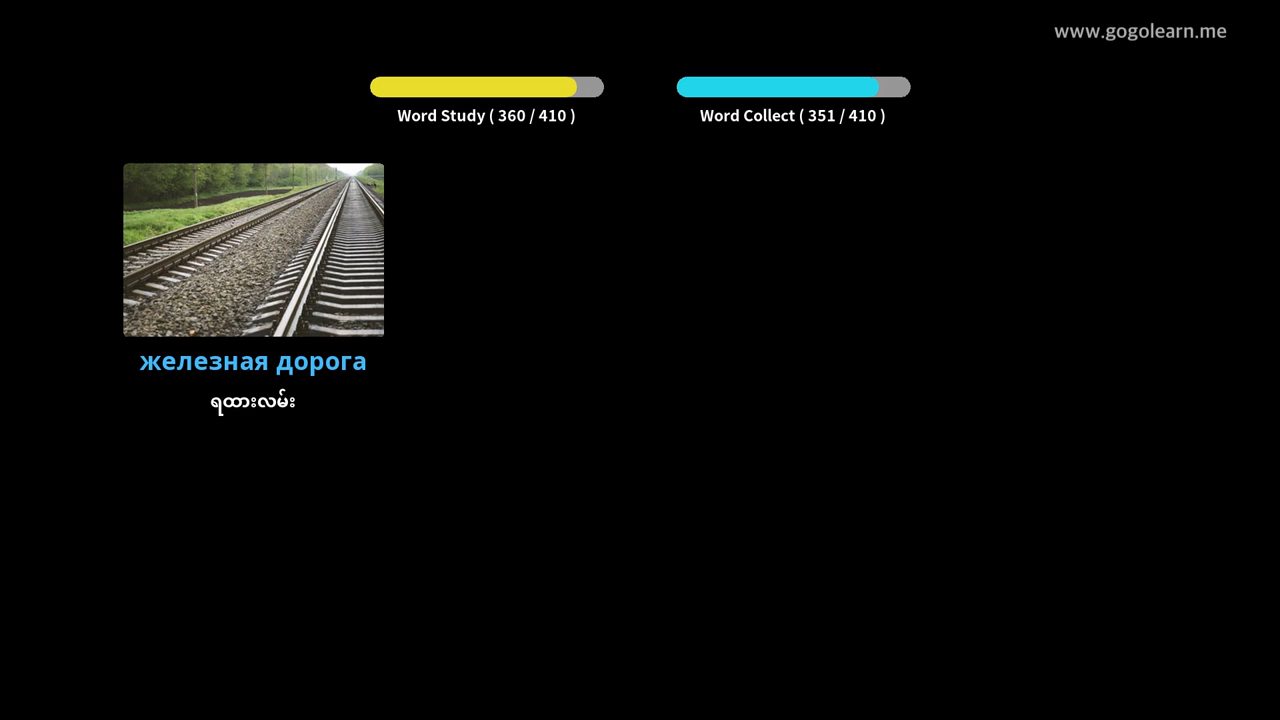 www.gogolearn.me
Word Study ( 360 / 410 )
Word Collect ( 351 / 410 )
железная дорога
ရထားလမ်း